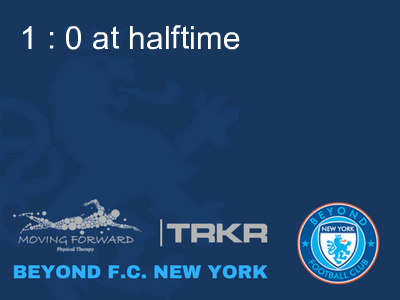 1 : 0 at halftime
MOVING FORWARD
Physical Therapy
TRKR
BEYOND F.C. NEW YORK
BEYOND
NEW YORK
FOOTBALL CLUB